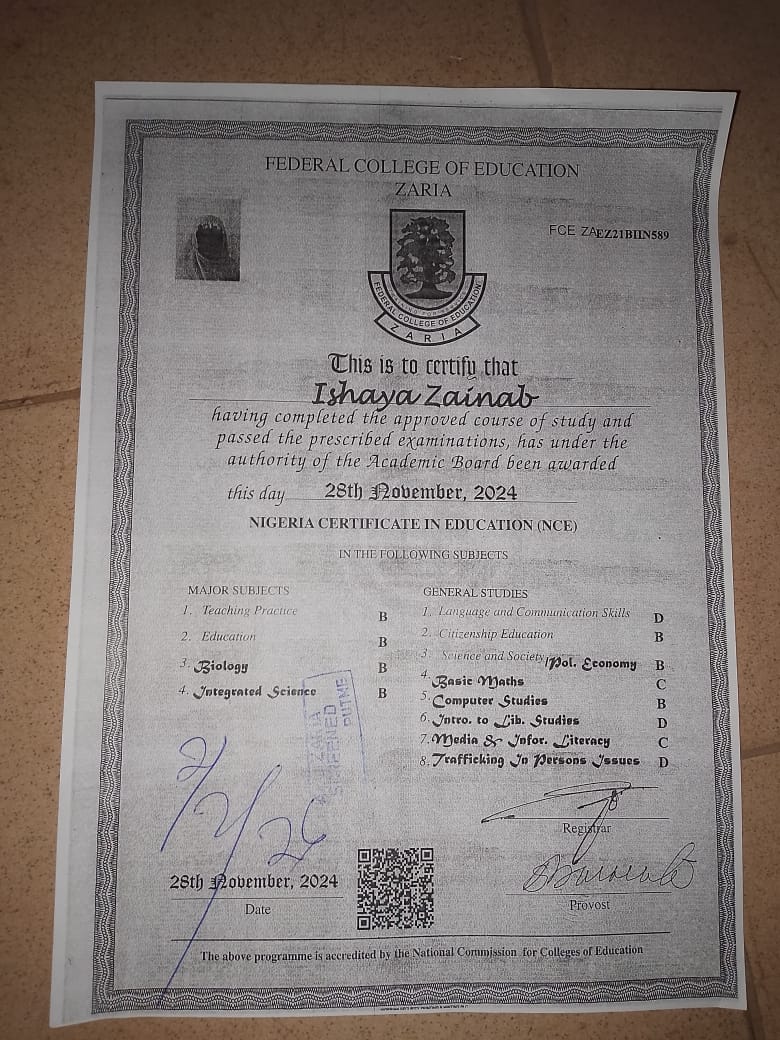 FEDERAL COLLEGE OF EDUCATION
ZARIA
FCE ZAEZ21BIIN589
FEDERAL COLLEGE OF EDUCATION
ZARIA
This is to certify that
Ishaya Zainab
having completed the approved course of study and
passed the prescribed examinations, has under the
authority of the Academic Board been awarded
this day 28th November, 2024
NIGERIA CERTIFICATE IN EDUCATION (NCE)
IN THE FOLLOWING SUBJECTS
MAJOR SUBJECTS
1. Teaching Practice B
2. Education B
3. Biology B
4. Integrated Science B
GENERAL STUDIES
1. Language and Communication Skills D
2. Citizenship Education B
3. Science and Society/Pol. Economy B
4. Basic Maths C
5. Computer Studies B
6. Intro. to Lib. Studies D
7. Media & Infor. Literacy C
8. Trafficking In Persons Issues D
ZARIA
SCREENED
PUTME
Registrar
28th November, 2024
Date
Provost
The above programme is accredited by the National Commission for Colleges of Education